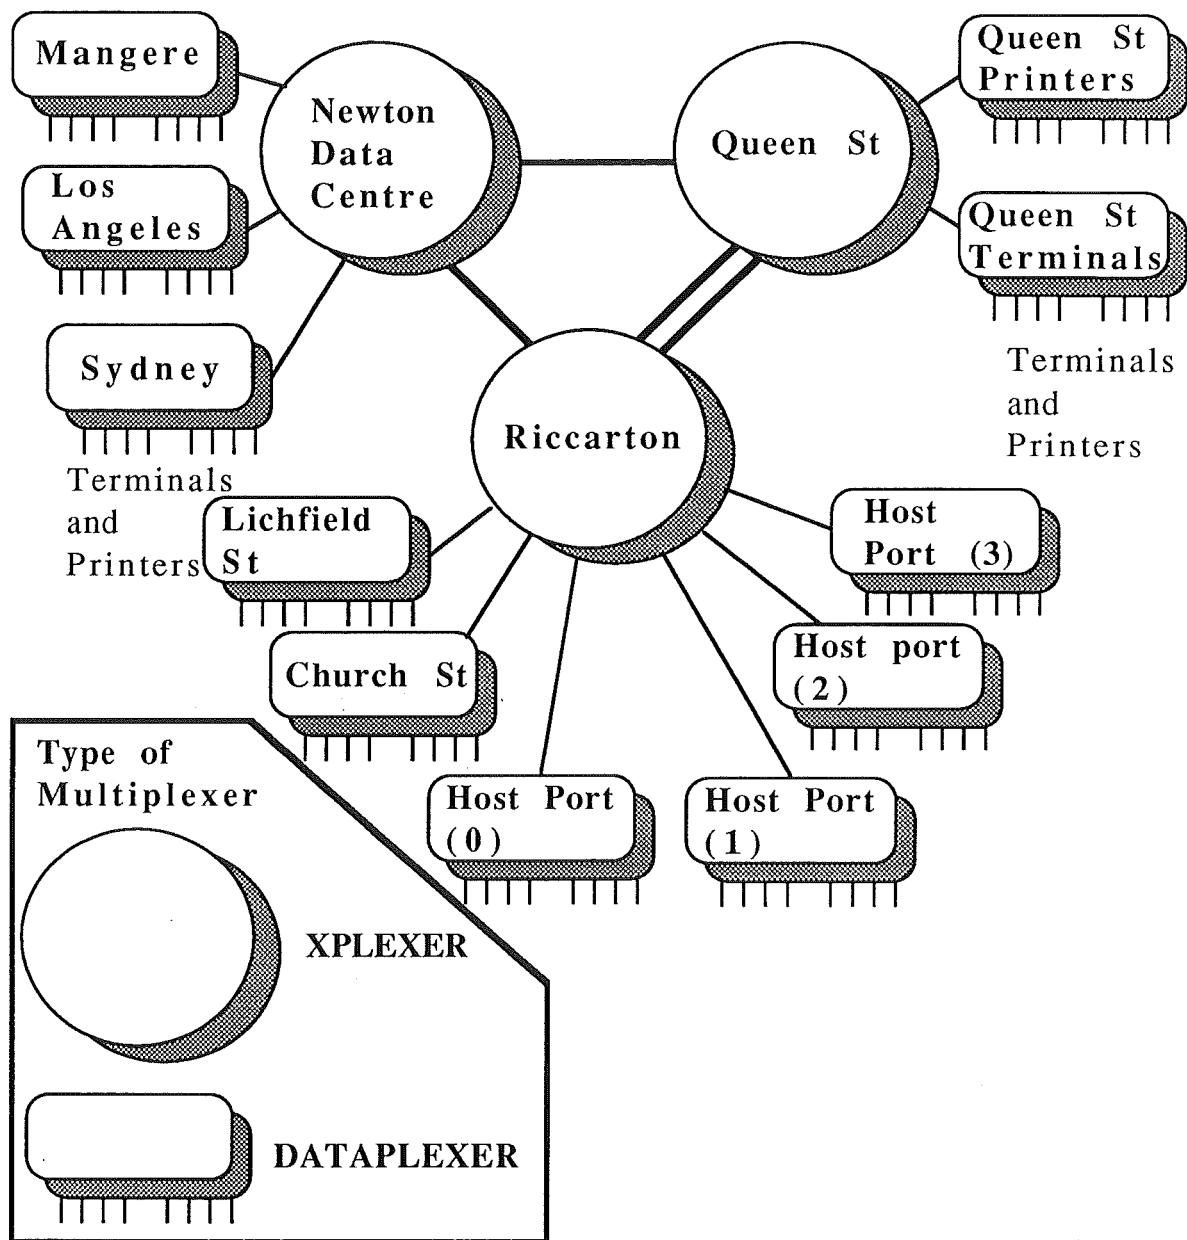 Mangere
Newton
Data
Centre
Queen St
Queen St
Printers
Los
Angeles
Queen St
Terminals
Sydney
Terminals
and
Printers
Riccarton
Terminals
and
Printers
Lichfield
St
Host
Port (3)
Church St
Host port
(2)
Host Port
(0)
Host Port
(1)
Type of
Multiplexer
XPLEXER
DATAPLEXER